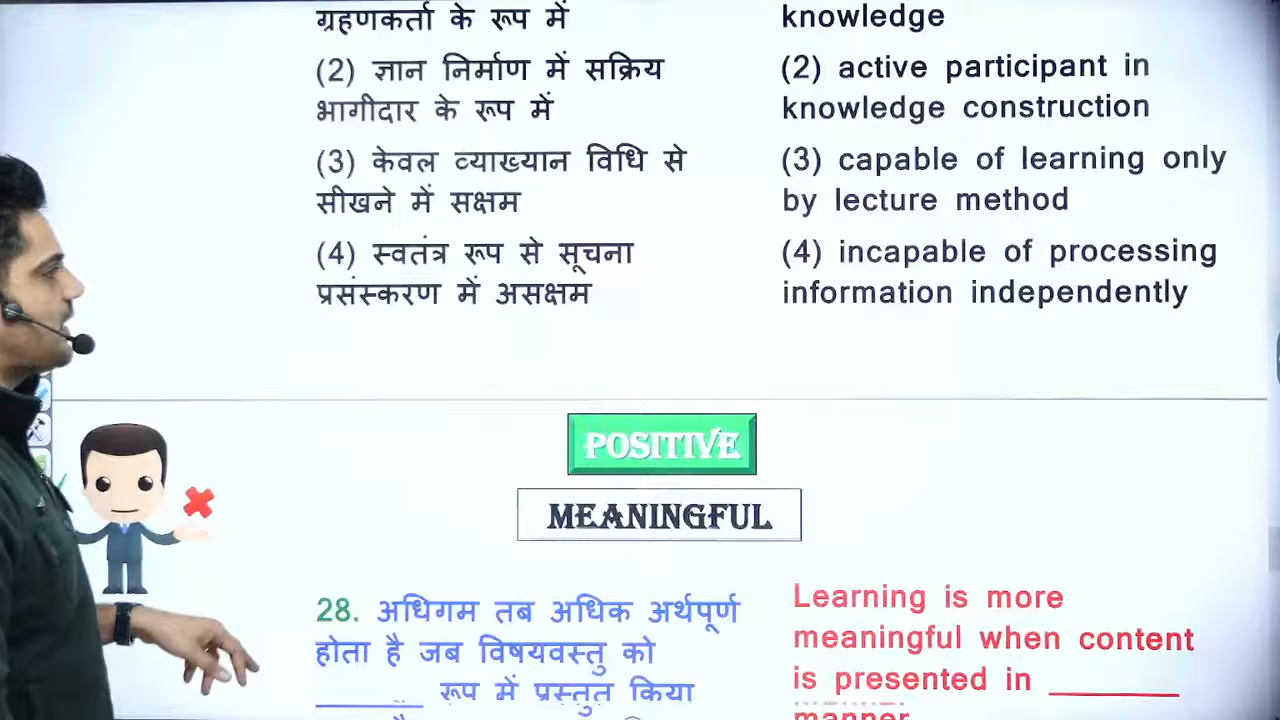 ग्रहणकर्ता के रूप में
(2) ज्ञान निर्माण में सक्रिय
भागीदार के रूप में
(3) केवल व्याख्यान विधि से
सीखने में सक्षम
(4) स्वतंत्र रूप से सूचना
प्रसंस्करण में असक्षम
knowledge
(2) active participant in
knowledge construction
(3) capable of learning only
by lecture method
(4) incapable of processing
information independently
POSITIVE
MEANINGFUL
28. अधिगम तब अधिक अर्थपूर्ण
होता है जब विषयवस्तु को
______ रूप में प्रस्तुत किया
Learning is more
meaningful when content
is presented in ________
manner